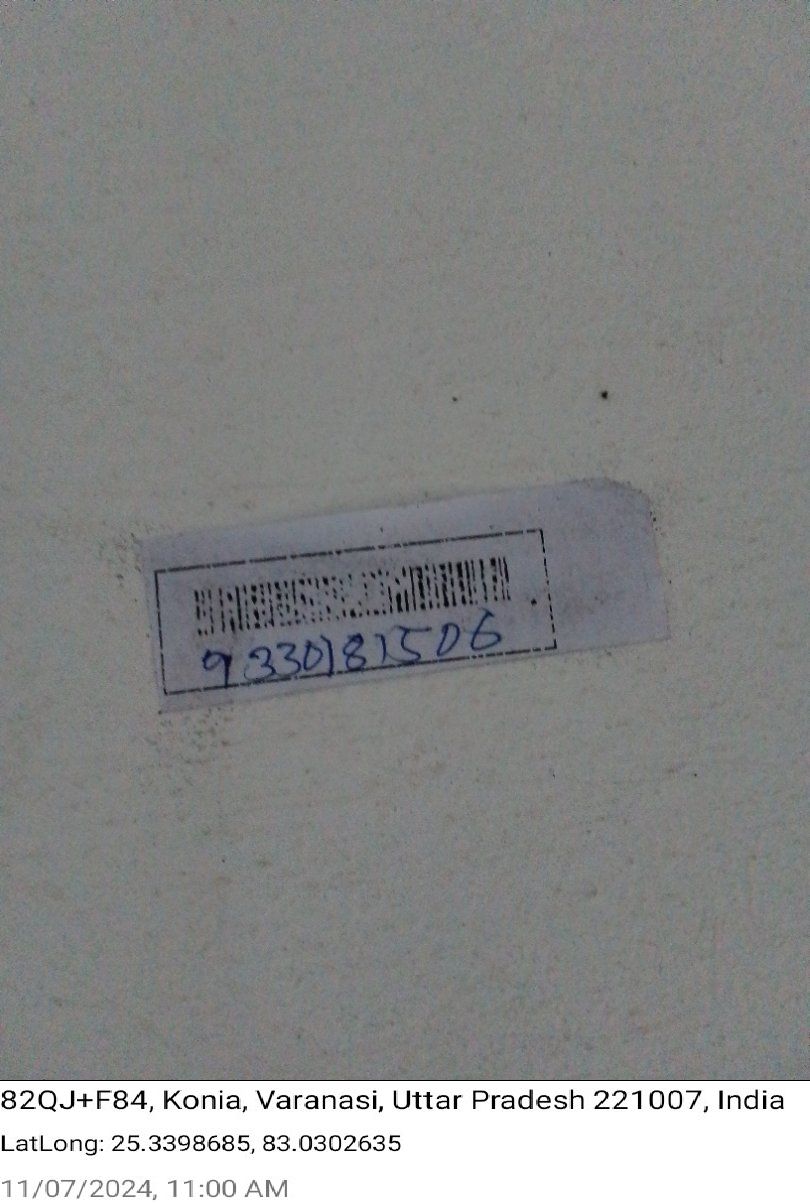 9330181506
82QJ+F84, Konia, Varanasi, Uttar Pradesh 221007, India
LatLong: 25.3398685, 83.0302635
11/07/2024, 11:00 AM